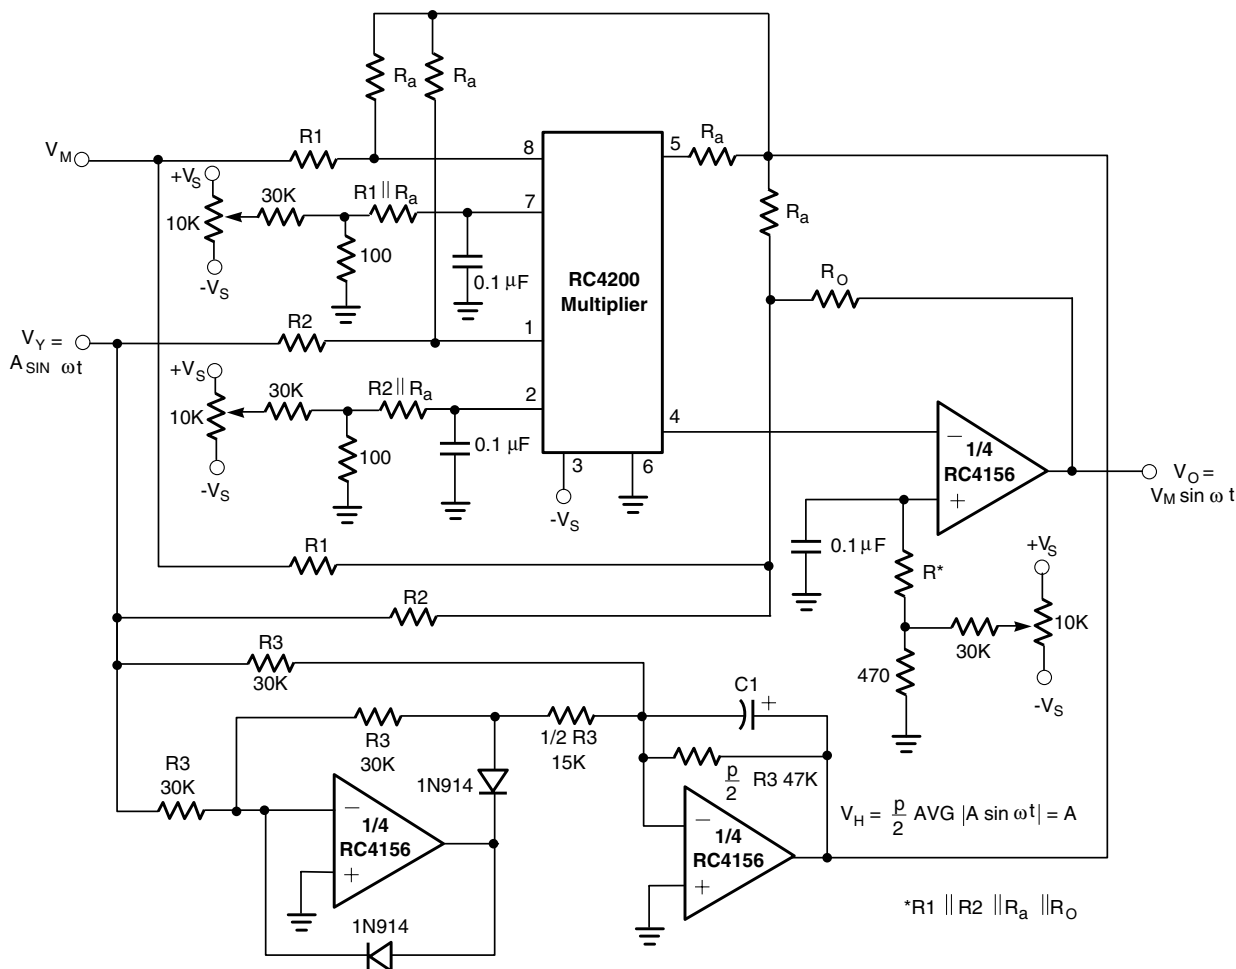 Ra
Ra
R1
VM
8
5
Ra
+VS
10K
30K
R1 || Ra
7
100
0.1 µF
-VS
Ra
RC4200
Multiplier
RO
VY =
A SIN ωt
R2
1
+VS
10K
30K
R2 || Ra
2
100
0.1 µF
-VS
4
3
6
-VS
−
1/4
RC4156
+
VO =
VM sin ω t
0.1 µF
R*
+VS
10K
30K
470
-VS
R1
R2
R3
30K
R3
30K
R3
30K
1/2 R3
15K
C1
+
p/2 R3 47K
1N914
−
1/4
RC4156
+
1N914
−
1/4
RC4156
+
VH = p/2 AVG |A sin ωt| = A
*R1 || R2 || Ra || RO